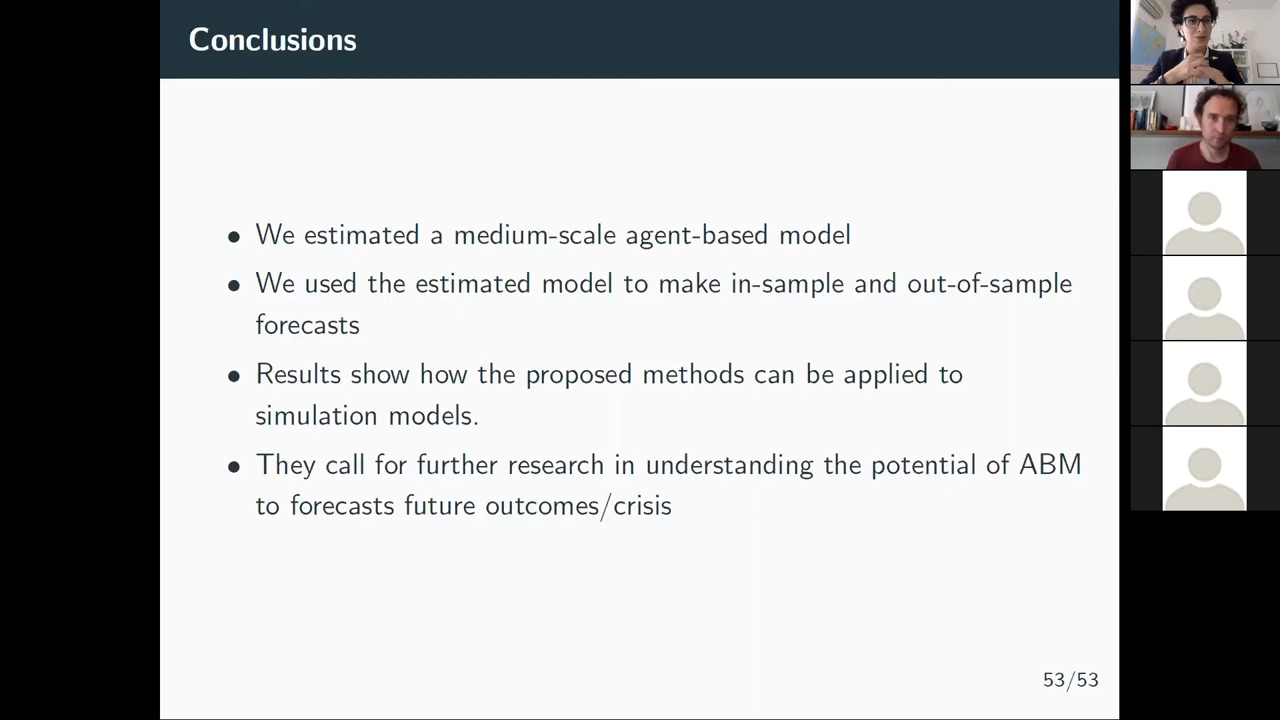 Conclusions
• We estimated a medium-scale agent-based model
• We used the estimated model to make in-sample and out-of-sample
forecasts
• Results show how the proposed methods can be applied to
simulation models.
• They call for further research in understanding the potential of ABM
to forecasts future outcomes/crisis
53/53